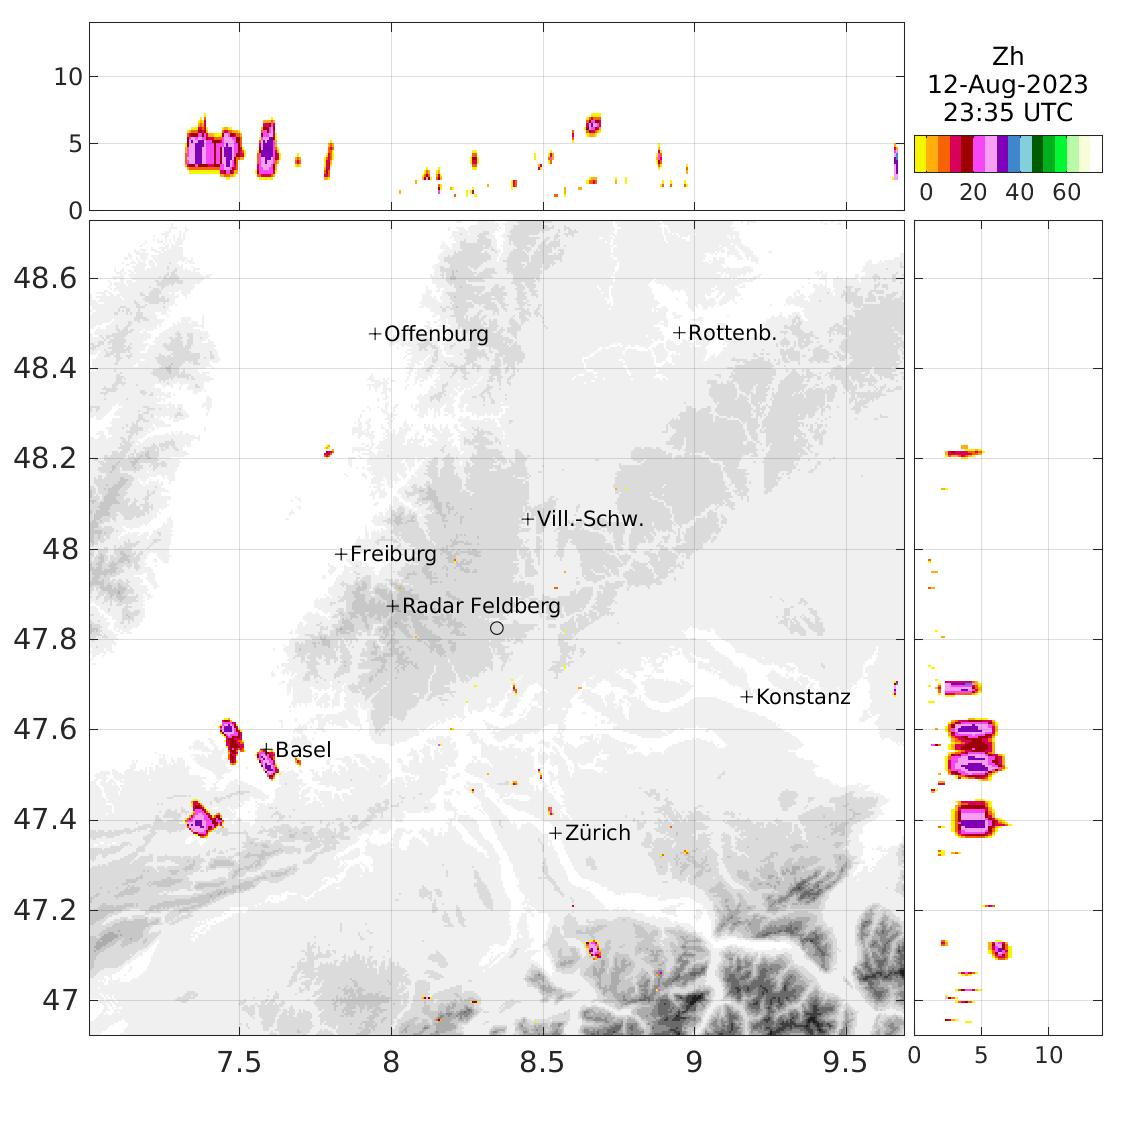 10
5
0
Zh
12-Aug-2023
23:35 UTC
0 20 40 60
48.6
48.4
48.2
48
47.8
47.6
47.4
47.2
47
Offenburg
Rottenb.
Vill.-Schw.
Freiburg
Radar Feldberg
Konstanz
Basel
Zürich
7.5 8 8.5 9 9.5
0 5 10